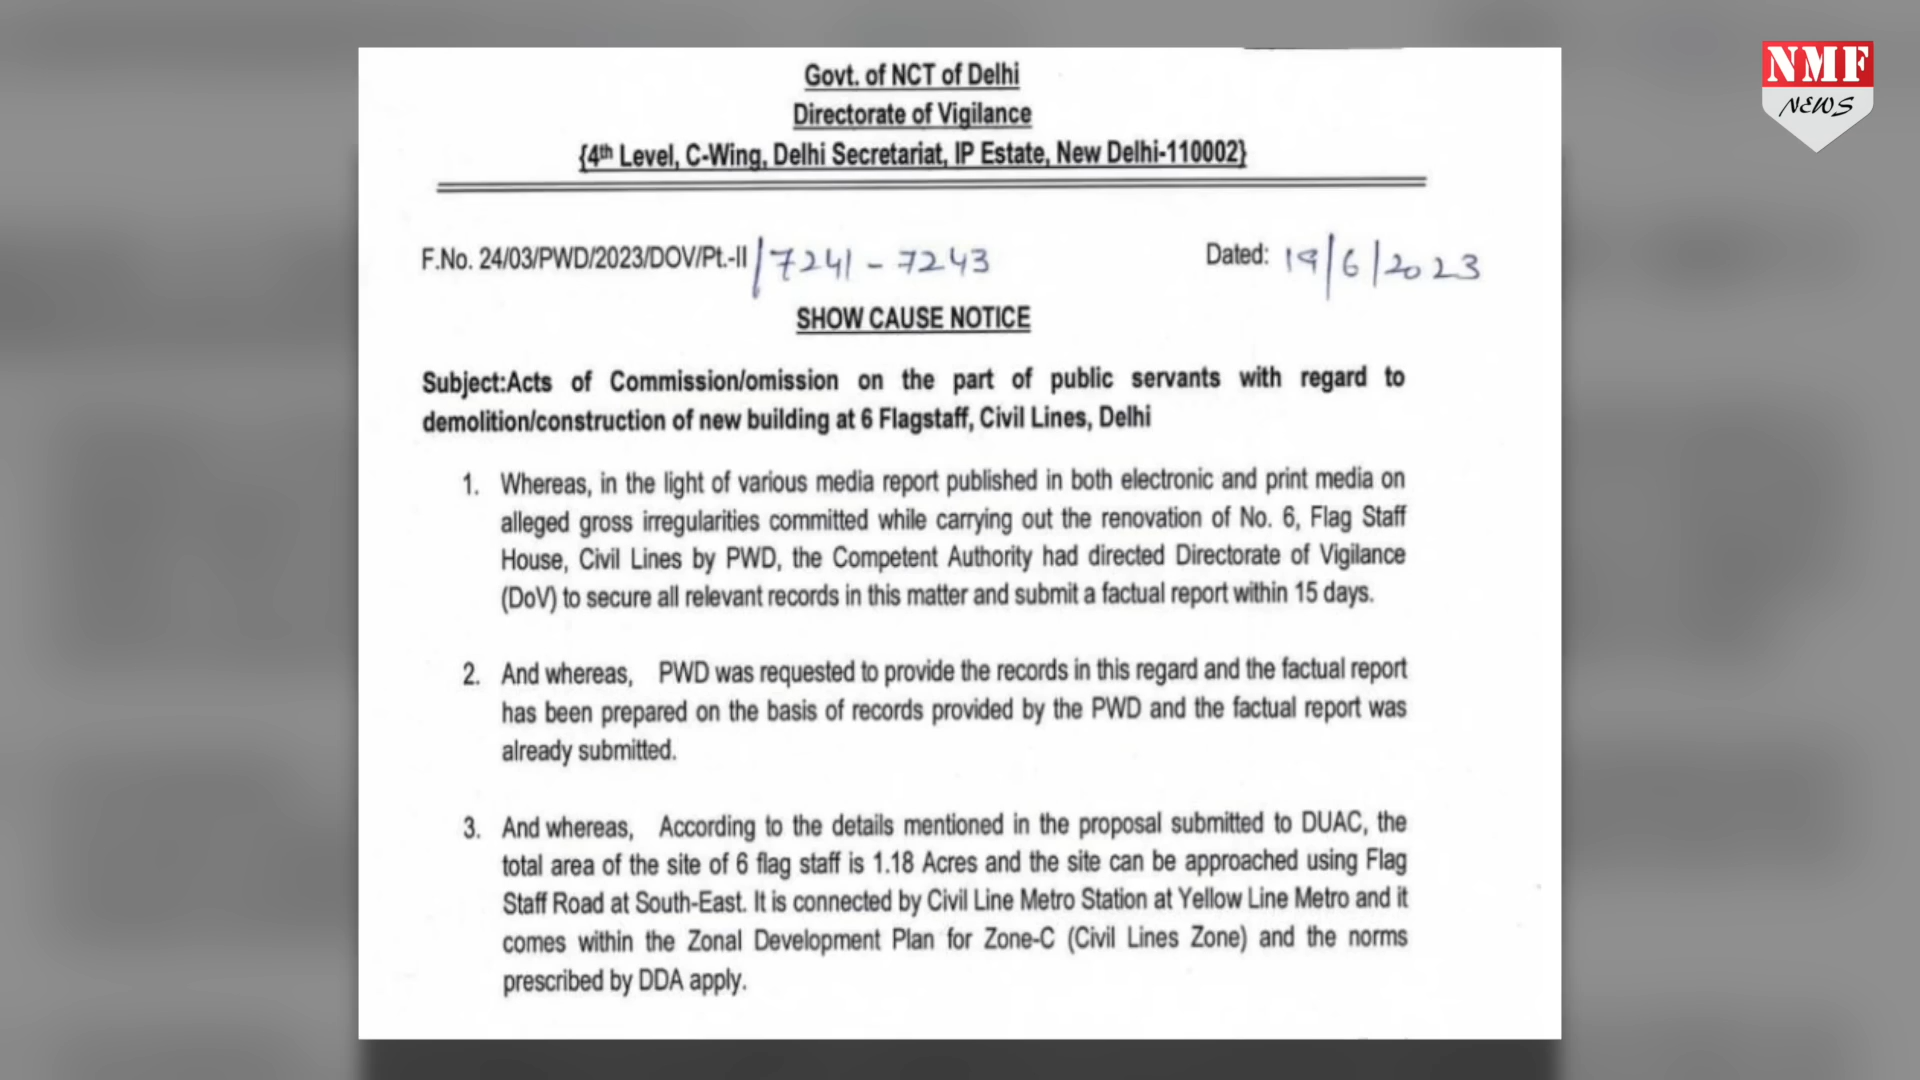 NMF
NEWS
Govt. of NCT of Delhi
Directorate of Vigilance
{4th Level, C-Wing, Delhi Secretariat, IP Estate, New Delhi-110002}
F.No. 24/03/PWD/2023/DOV/Pt.-II/7241-7243 Dated: 19/6/2023
SHOW CAUSE NOTICE
Subject:Acts of Commission/omission on the part of public servants with regard to
demolition/construction of new building at 6 Flagstaff, Civil Lines, Delhi
1. Whereas, in the light of various media report published in both electronic and print media on
alleged gross irregularities committed while carrying out the renovation of No. 6, Flag Staff
House, Civil Lines by PWD, the Competent Authority had directed Directorate of Vigilance
(DoV) to secure all relevant records in this matter and submit a factual report within 15 days.
2. And whereas, PWD was requested to provide the records in this regard and the factual report
has been prepared on the basis of records provided by the PWD and the factual report was
already submitted.
3. And whereas, According to the details mentioned in the proposal submitted to DUAC, the
total area of the site of 6 flag staff is 1.18 Acres and the site can be approached using Flag
Staff Road at South-East. It is connected by Civil Line Metro Station at Yellow Line Metro and it
comes within the Zonal Development Plan for Zone-C (Civil Lines Zone) and the norms
prescribed by DDA apply.